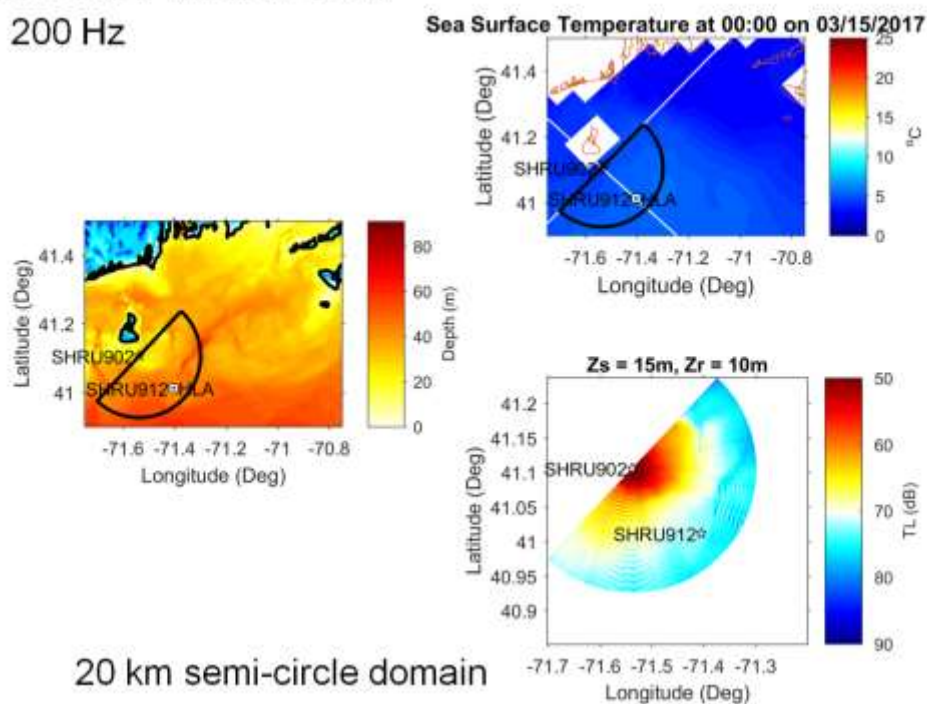 200 Hz
Sea Surface Temperature at 00:00 on 03/15/2017
25
20
15
10
5
0
ºC
41.4
41.2
41
Latitude (Deg)
SHRU902
SHRU912 HLA
-71.6 -71.4 -71.2 -71 -70.8
Longitude (Deg)
41.4
41.2
41
Latitude (Deg)
SHRU902
SHRU912 HLA
-71.6 -71.4 -71.2 -71 -70.8
Longitude (Deg)
80
60
40
20
0
Depth (m)
Zs = 15m, Zr = 10m
41.2
41.15
41.1
41.05
41
40.95
40.9
Latitude (Deg)
SHRU902
SHRU912
-71.7 -71.6 -71.5 -71.4 -71.3
Longitude (Deg)
50
60
70
80
90
TL (dB)
20 km semi-circle domain